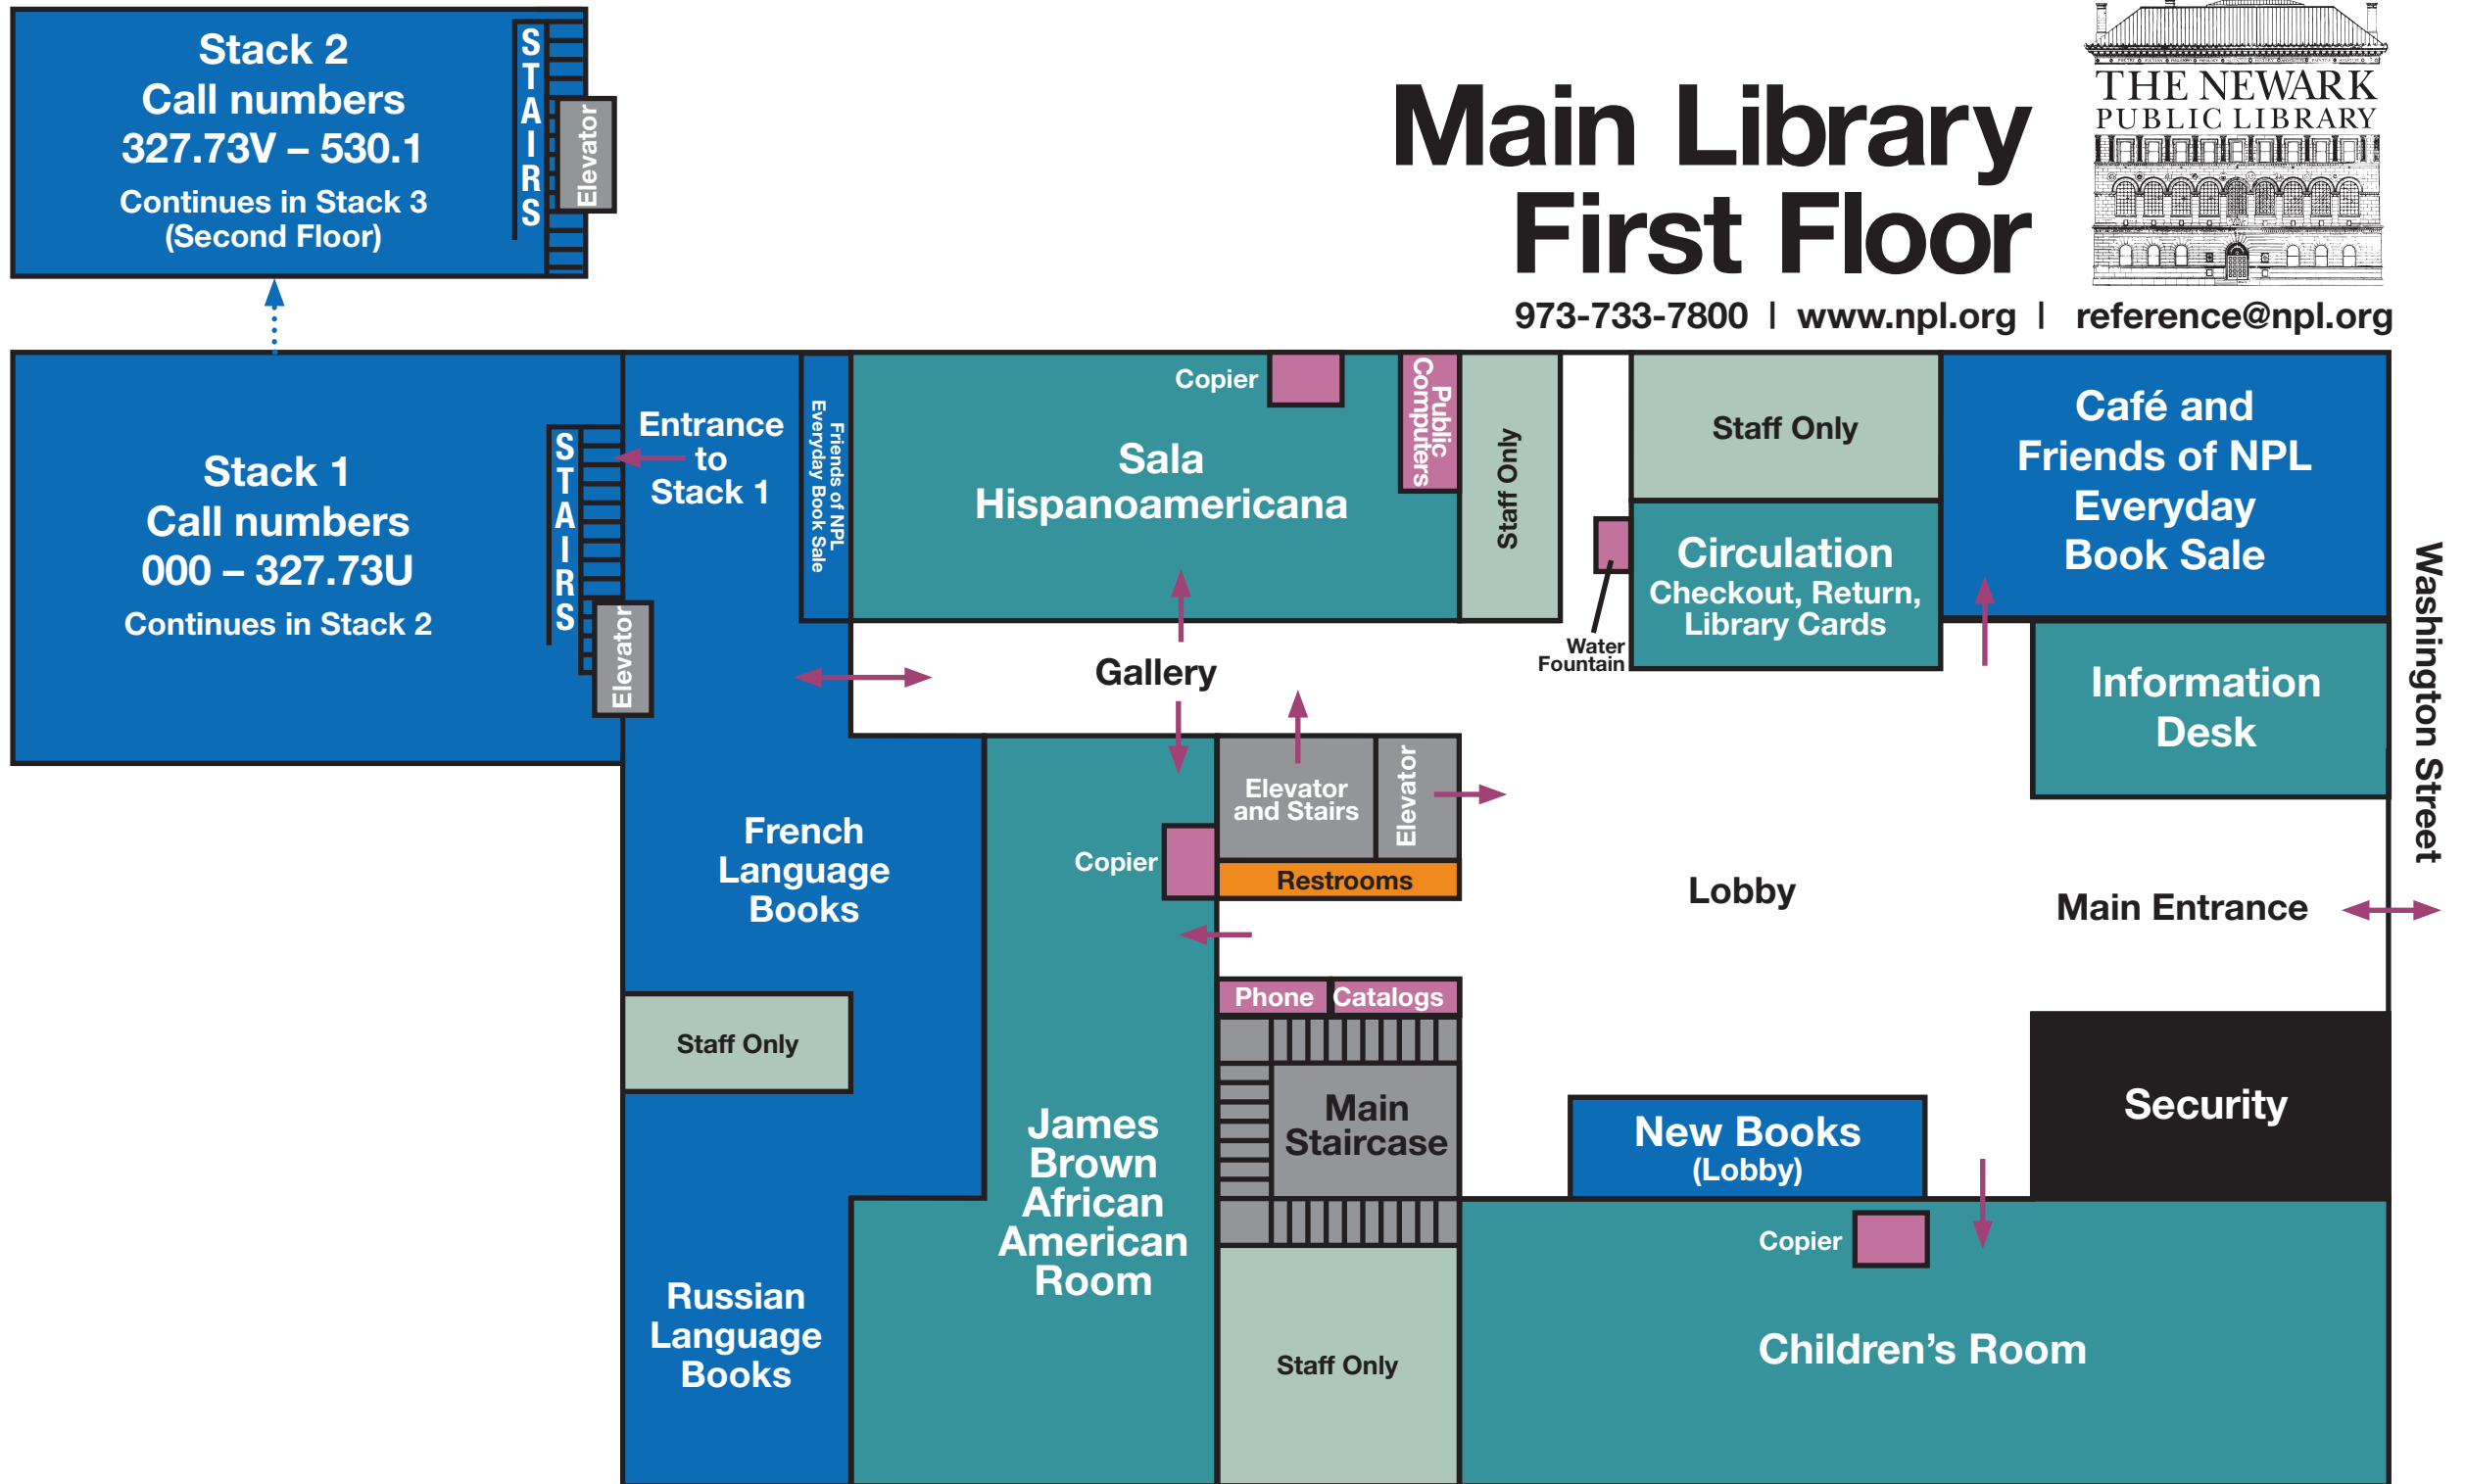 Stack 2
Call numbers
327.73V – 530.1
Continues in Stack 3
(Second Floor)
STAIRS
Elevator
Main Library
First Floor
THE NEWARK
PUBLIC LIBRARY
973-733-7800 | www.npl.org | reference@npl.org
Stack 1
Call numbers
000 – 327.73U
Continues in Stack 2
STAIRS
Elevator
Entrance
to
Stack 1
Friends of NPL
Everyday Book Sale
Copier
Public
Computers
Sala
Hispanoamericana
Staff Only
Staff Only
Circulation
Checkout, Return,
Library Cards
Water
Fountain
Café and
Friends of NPL
Everyday
Book Sale
Information
Desk
Washington Street
Gallery
Elevator
and Stairs
Elevator
Restrooms
Copier
Lobby
Main Entrance
French
Language
Books
Staff Only
Phone
Catalogs
Main
Staircase
James
Brown
African
American
Room
New Books
(Lobby)
Security
Copier
Children’s Room
Russian
Language
Books
Staff Only